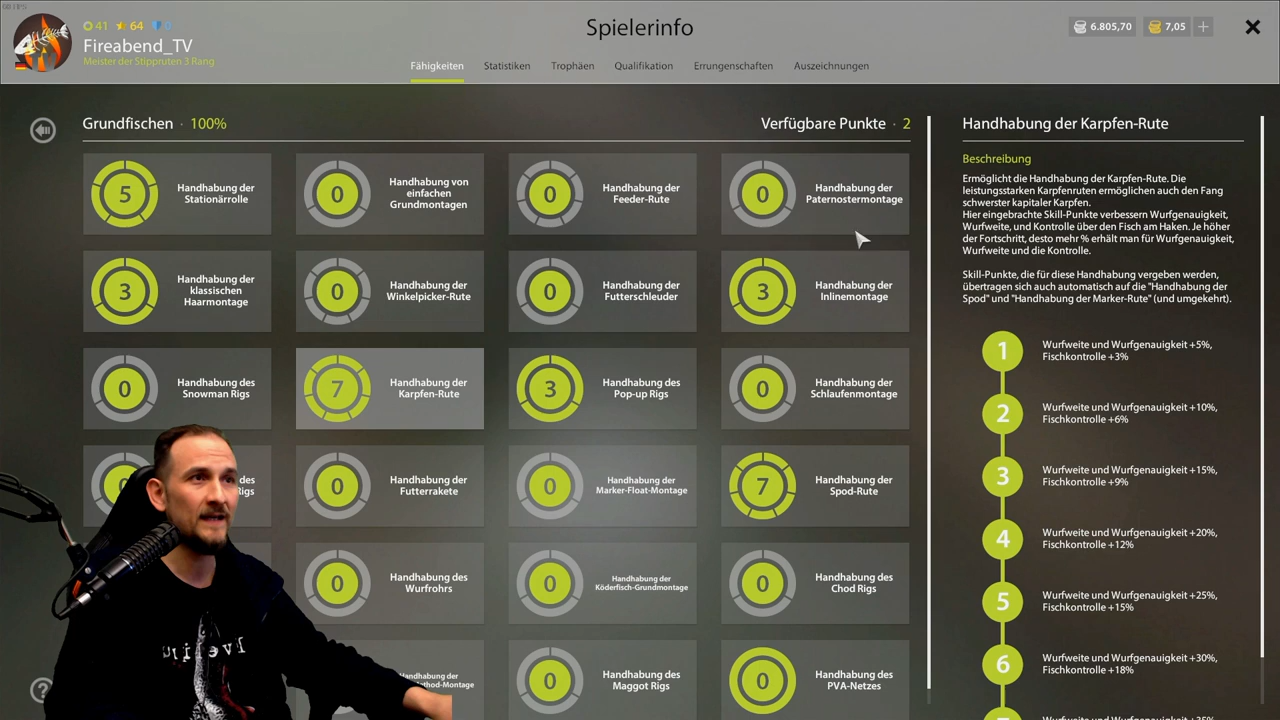 60 FPS
41 64 0
Fireabend_TV
Meister der Stippruten 3 Rang
Spielerinfo
6.805,70
7,05
Fähigkeiten
Statistiken
Trophäen
Qualifikation
Errungenschaften
Auszeichnungen
Grundfischen · 100%
Verfügbare Punkte · 2
5
Handhabung der
Stationärrolle
0
Handhabung von
einfachen
Grundmontagen
0
Handhabung der
Feeder-Rute
0
Handhabung der
Paternostermontage
3
Handhabung der
klassischen
Haarmontage
0
Handhabung der
Winkelpicker-Rute
0
Handhabung der
Futterschleuder
3
Handhabung der
Inlinemontage
0
Handhabung des
Snowman Rigs
7
Handhabung der
Karpfen-Rute
3
Handhabung des
Pop-up Rigs
0
Handhabung der
Schlaufenmontage
0
des
Rigs
0
Handhabung der
Futterrakete
0
Handhabung der
Marker-Float-Montage
7
Handhabung der
Spod-Rute
0
Handhabung des
Wurfrohrs
0
Handhabung der
Köderfisch-Grundmontage
0
Handhabung des
Chod Rigs
Handhabung der
ethod-Montage
0
Handhabung des
Maggot Rigs
0
Handhabung des
PVA-Netzes
Handhabung der Karpfen-Rute
Beschreibung
Ermöglicht die Handhabung der Karpfen-Rute. Die
leistungsstarken Karpfenruten ermöglichen auch den Fang
schwerster kapitaler Karpfen.
Hier eingebrachte Skill-Punkte verbessern Wurfgenauigkeit,
Wurfweite, und Kontrolle über den Fisch am Haken. Je höher
der Fortschritt, desto mehr % erhält man für Wurfgenauigkeit,
Wurfweite und die Kontrolle.
Skill-Punkte, die für diese Handhabung vergeben werden,
übertragen sich auch automatisch auf die "Handhabung der
Spod" und "Handhabung der Marker-Rute" (und umgekehrt).
1
Wurfweite und Wurfgenauigkeit +5%,
Fischkontrolle +3%
2
Wurfweite und Wurfgenauigkeit +10%,
Fischkontrolle +6%
3
Wurfweite und Wurfgenauigkeit +15%,
Fischkontrolle +9%
4
Wurfweite und Wurfgenauigkeit +20%,
Fischkontrolle +12%
5
Wurfweite und Wurfgenauigkeit +25%,
Fischkontrolle +15%
6
Wurfweite und Wurfgenauigkeit +30%,
Fischkontrolle +18%